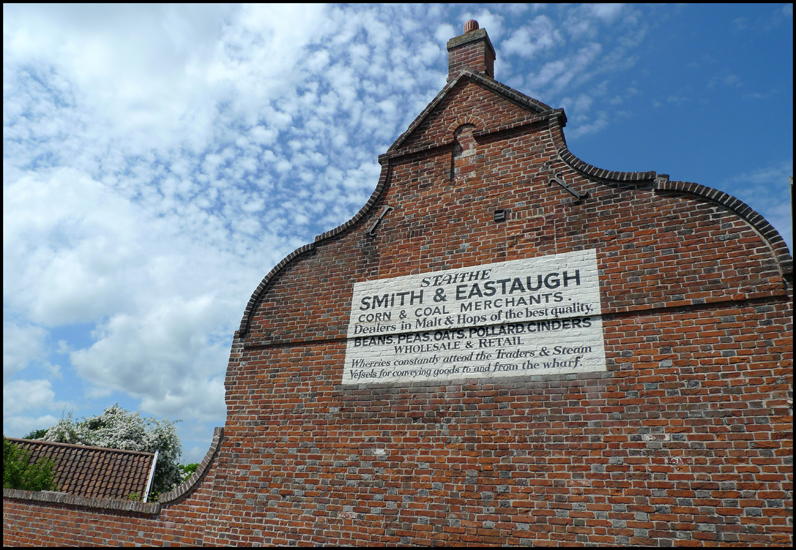 STAITHE
SMITH & EASTAUGH
CORN & COAL MERCHANTS.
Dealers in Malt & Hops of the best quality.
BEANS, PEAS, OATS, POLLARD, CINDERS
WHOLESALE & RETAIL
Wherries constantly attend the Traders & Steam
Veſsels for conveying goods to and from the wharf.